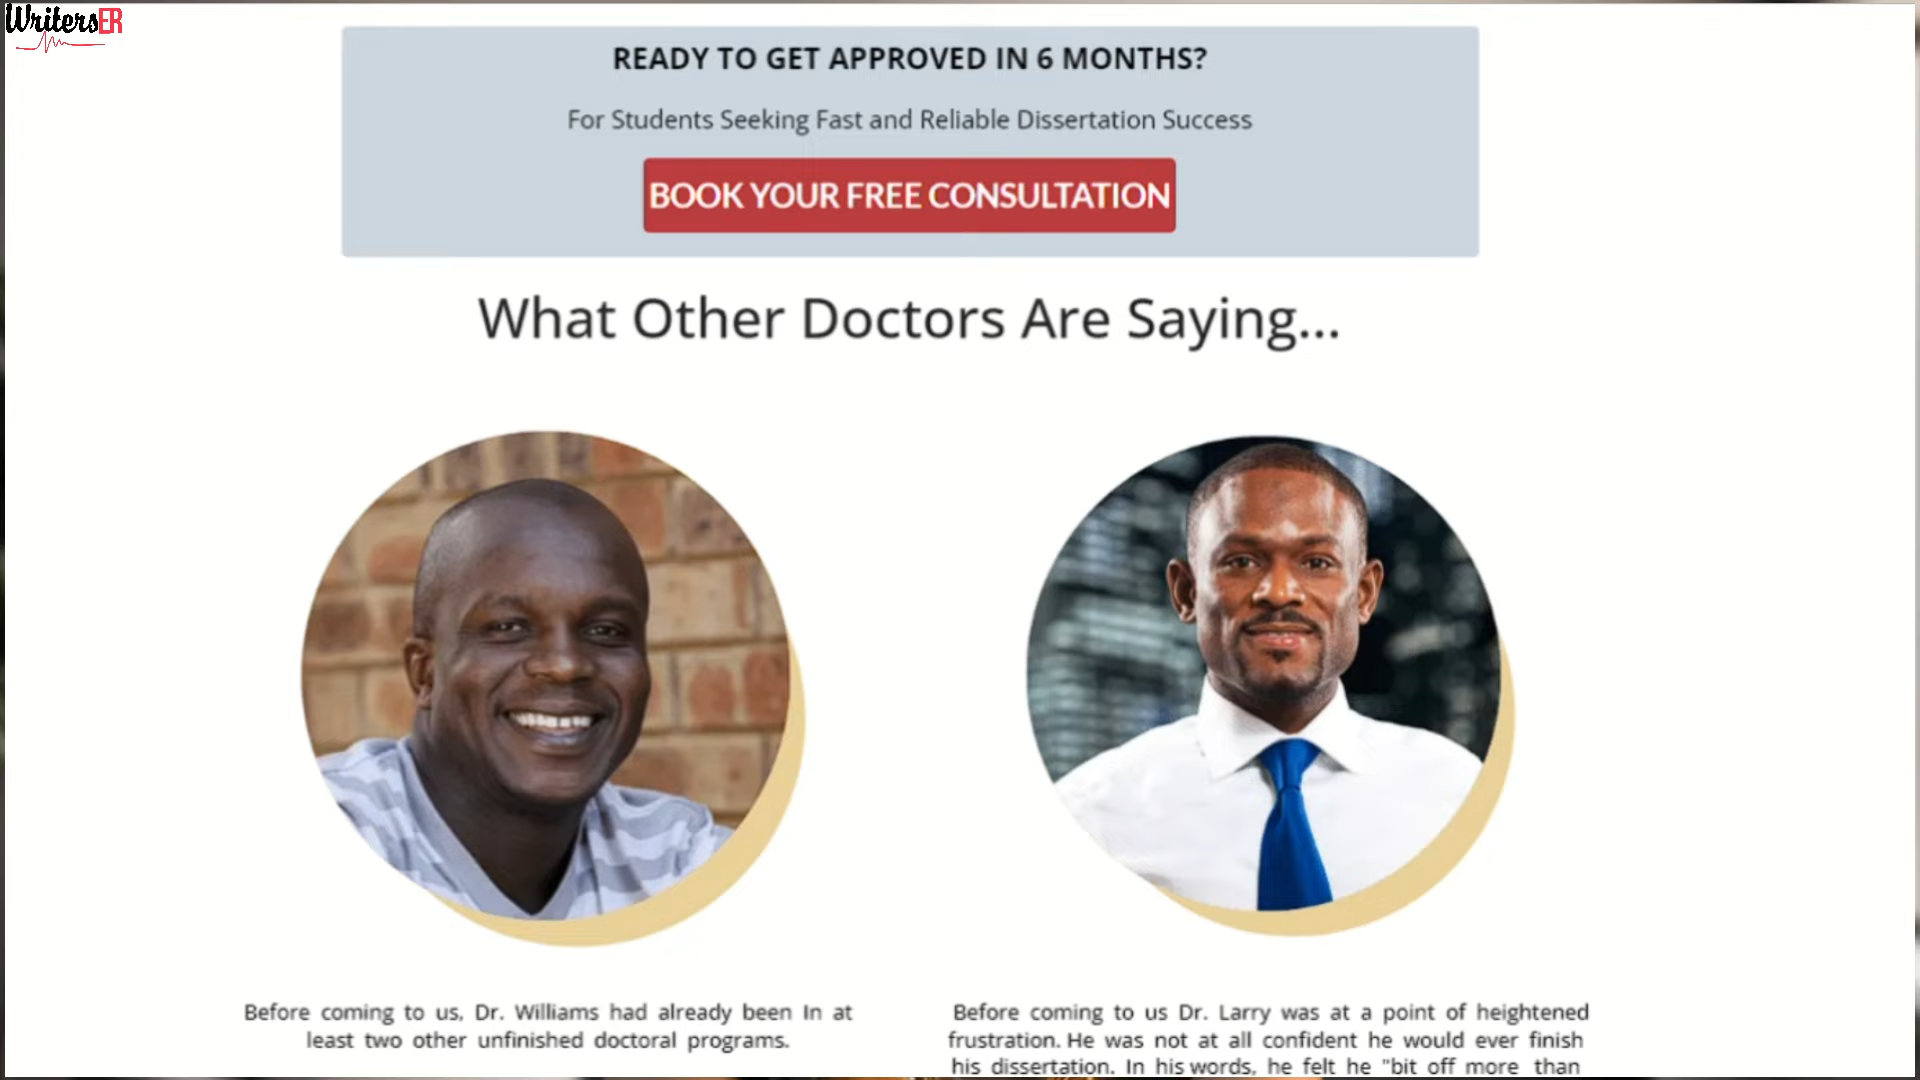 WritersER
READY TO GET APPROVED IN 6 MONTHS?
For Students Seeking Fast and Reliable Dissertation Success
BOOK YOUR FREE CONSULTATION
What Other Doctors Are Saying...
Before coming to us, Dr. Williams had already been In at
least two other unfinished doctoral programs.
Before coming to us Dr. Larry was at a point of heightened
frustration. He was not at all confident he would ever finish
his dissertation. In his words, he felt he "bit off more than